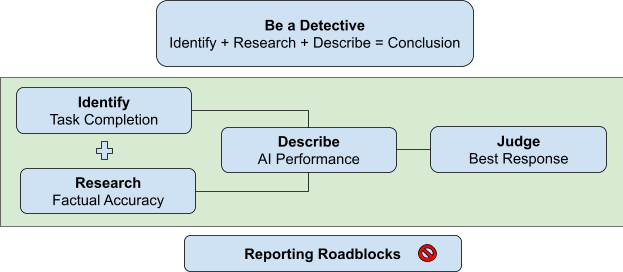 Be a Detective
Identify + Research + Describe = Conclusion
Identify
Task Completion
Research
Factual Accuracy
Describe
AI Performance
Judge
Best Response
Reporting Roadblocks